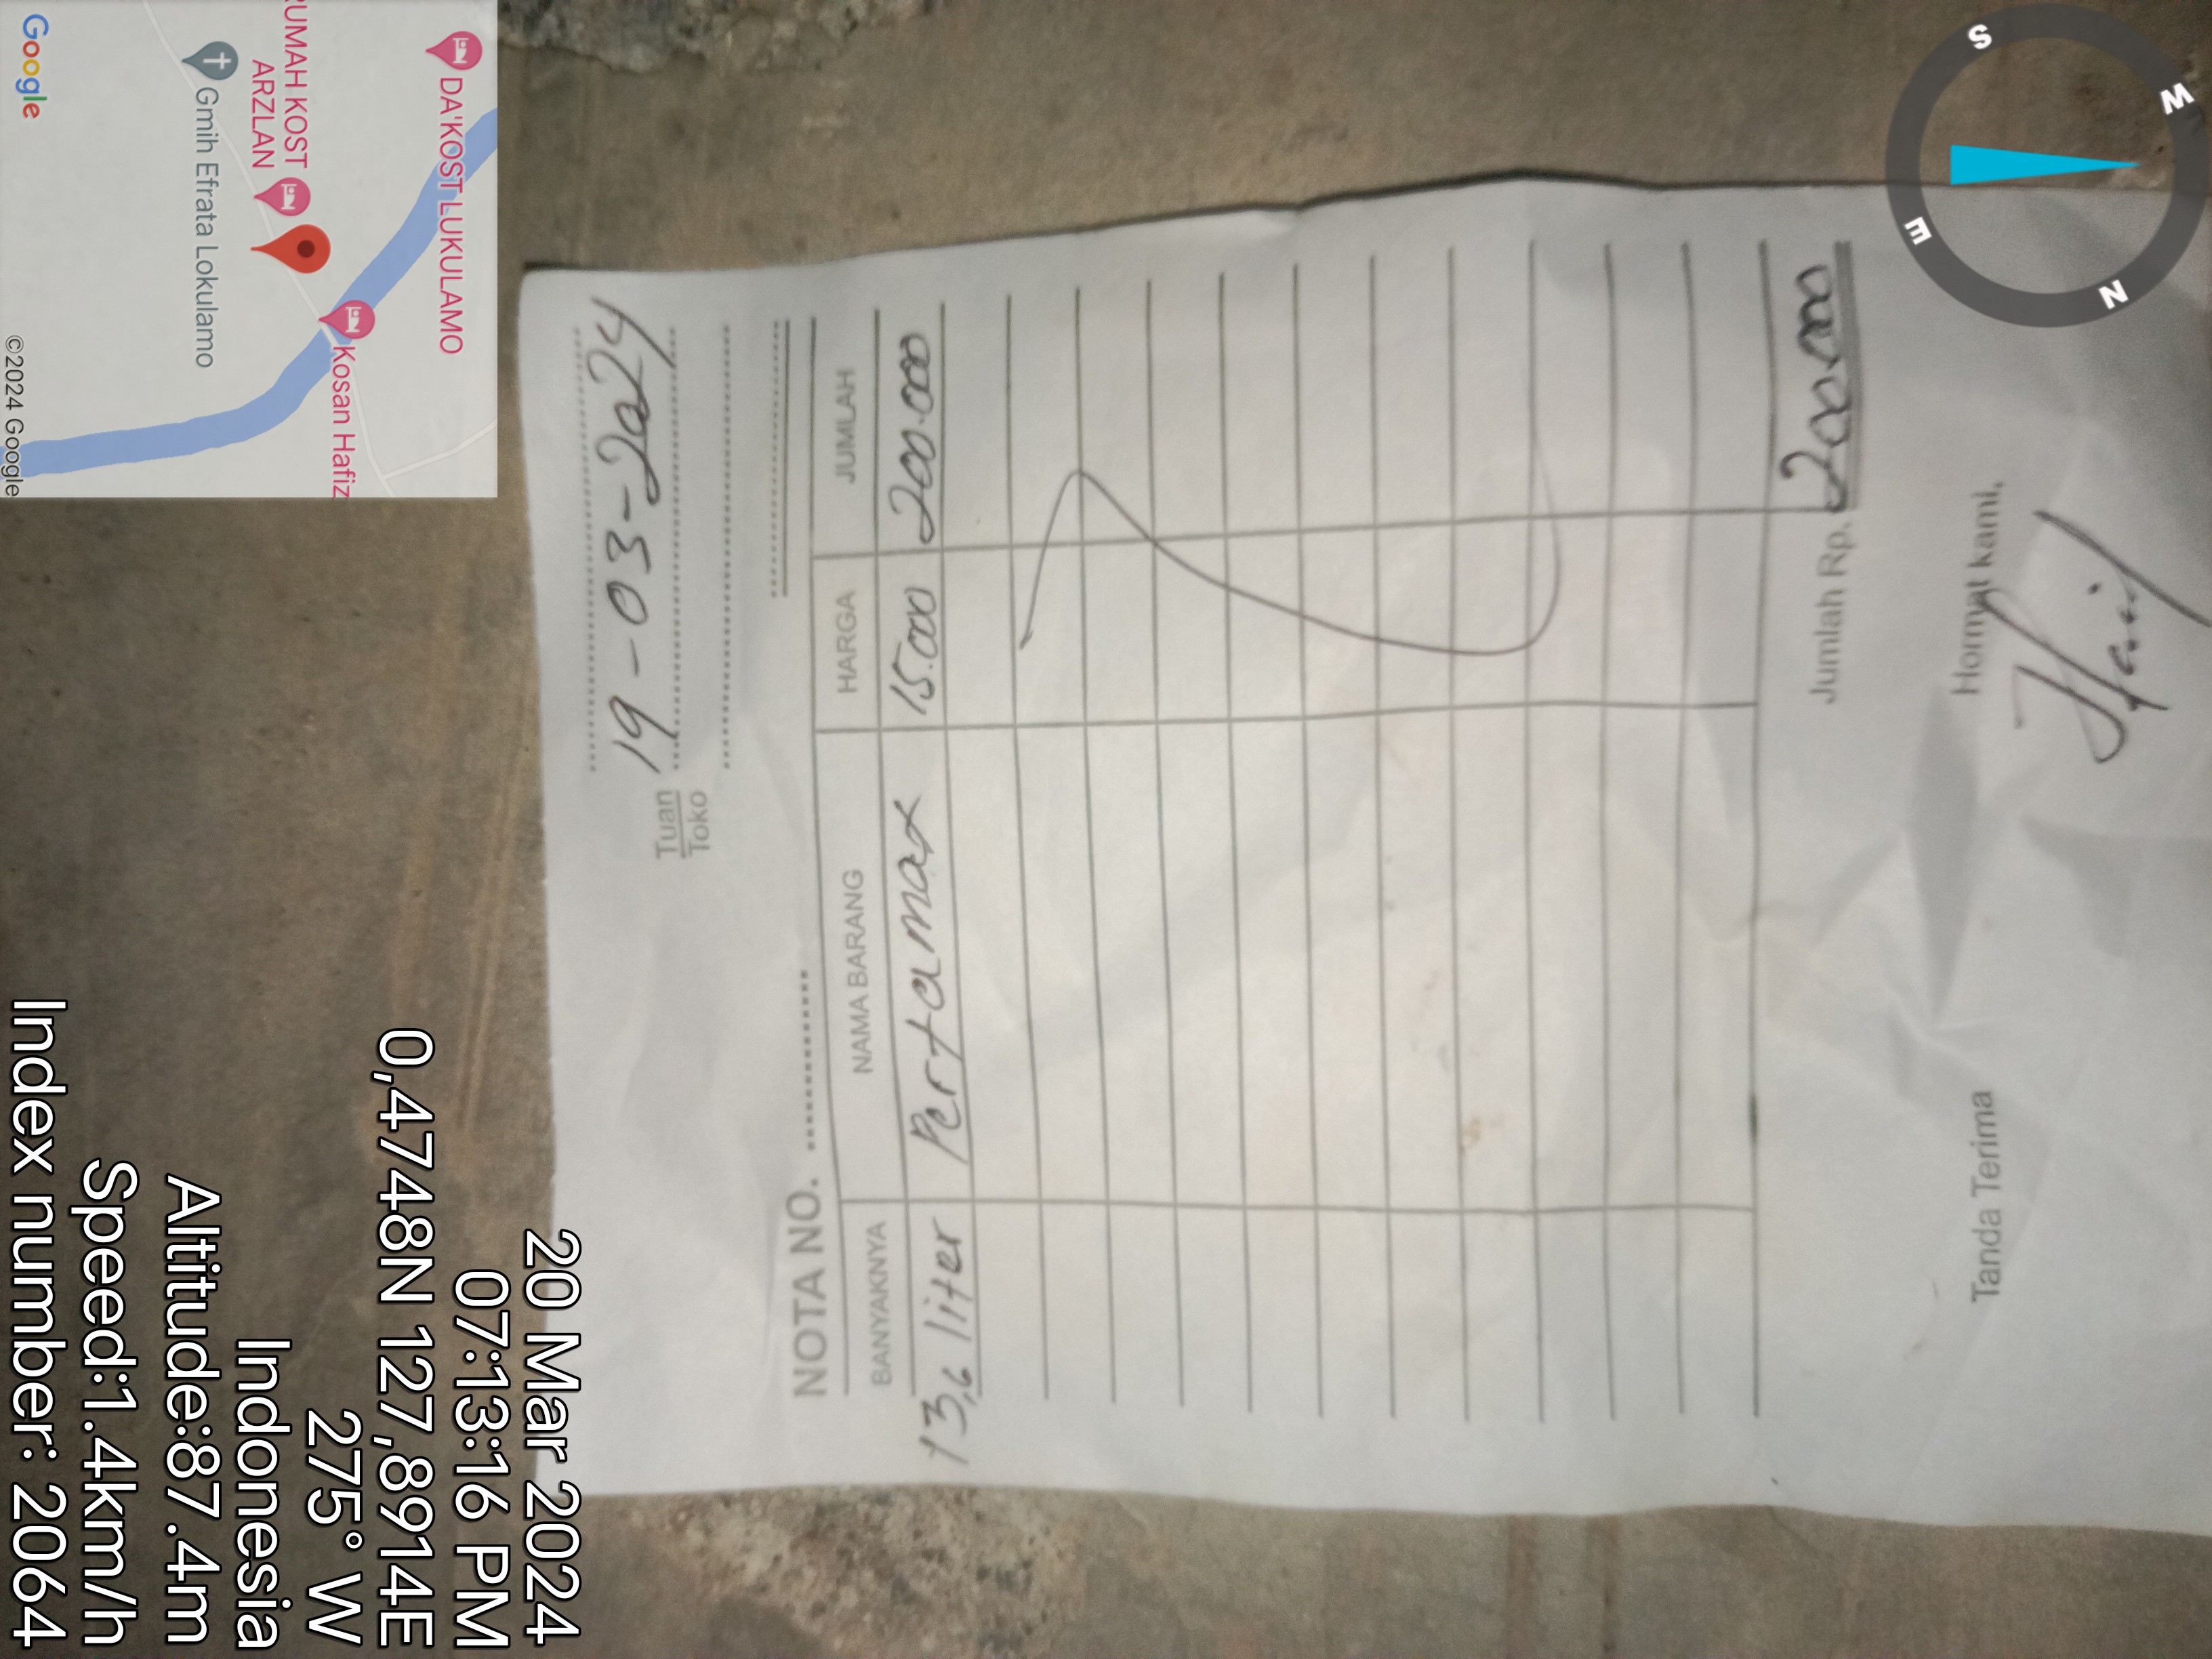 19-03-2024
Tuan
Toko
NOTA NO.
BANYAKNYA NAMA BARANG HARGA JUMLAH
13,6 liter Pertamax 15.000 200.000
Jumlah Rp. 200.000
Tanda Terima Hormat kami,
DA'KOST LUKULAMO
RUMAH KOST
ARZLAN
Gmih Efrata Lokulamo
Kosan Hafiz
Google
©2024 Google
S
W
E
N
20 Mar 2024
07:13:16 PM
0,4748N 127,8914E
275° W
Indonesia
Altitude:87.4m
Speed:1.4km/h
Index number: 2064